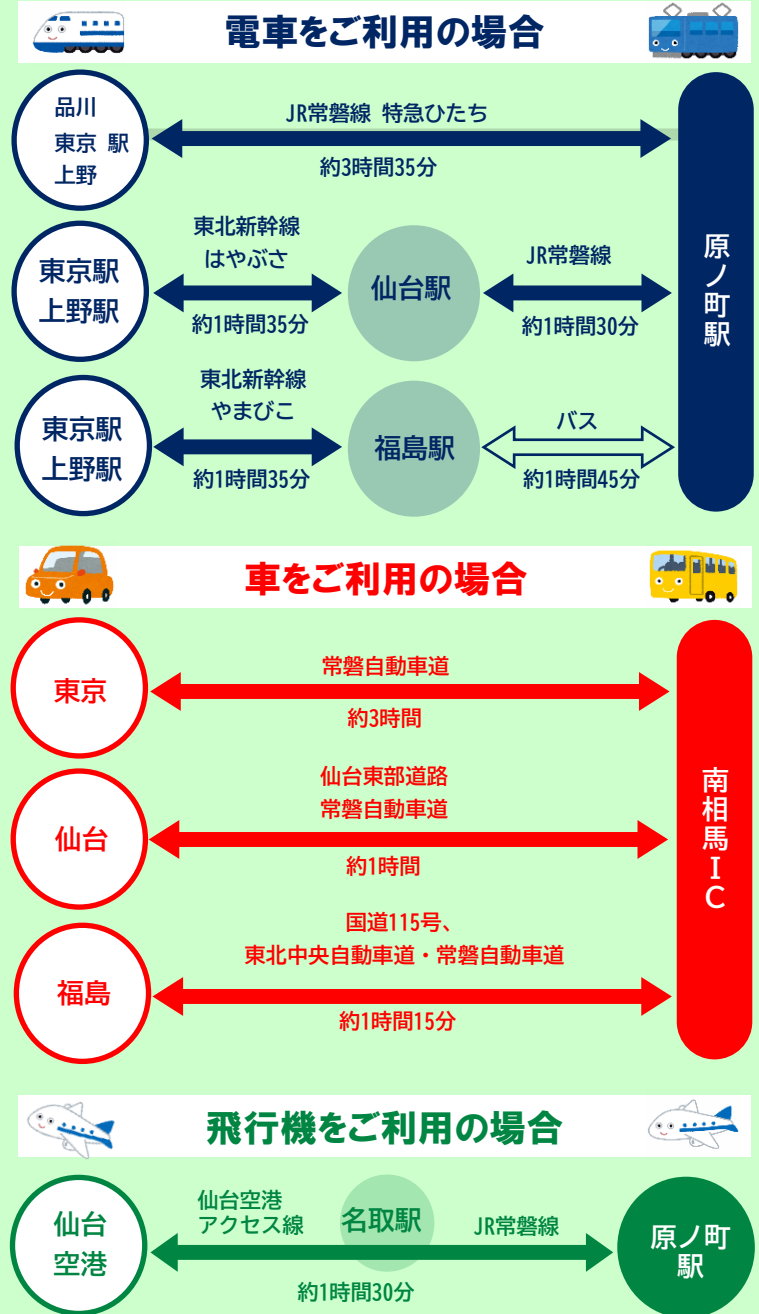 電車をご利用の場合
品川
東京 駅
上野
JR常磐線 特急ひたち
約3時間35分
東京駅
上野駅
東北新幹線
はやぶさ
約1時間35分
仙台駅
JR常磐線
約1時間30分
東京駅
上野駅
東北新幹線
やまびこ
約1時間35分
福島駅
バス
約1時間45分
原ノ町駅
車をご利用の場合
東京
常磐自動車道
約3時間
仙台
仙台東部道路
常磐自動車道
約1時間
福島
国道115号、
東北中央自動車道・常磐自動車道
約1時間15分
南相馬IC
飛行機をご利用の場合
仙台
空港
仙台空港
アクセス線
名取駅
JR常磐線
約1時間30分
原ノ町
駅